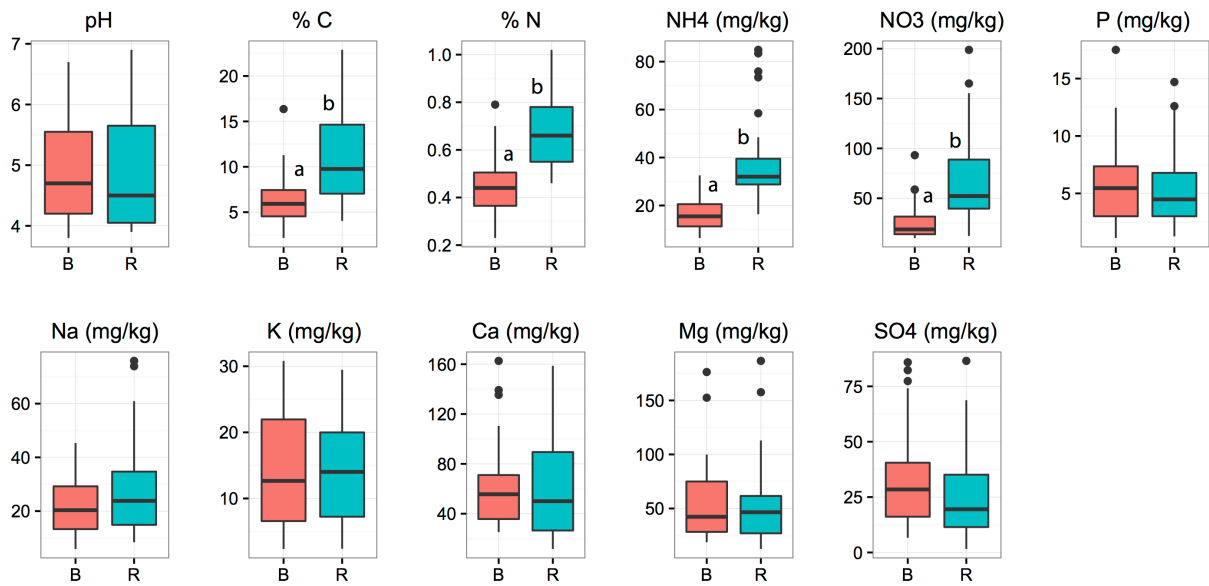 pH
% C
% N
NH4 (mg/kg)
NO3 (mg/kg)
P (mg/kg)
7
6
5
4
B
R
20
15
10
5
a
b
B
R
1.0
0.8
0.6
0.4
0.2
a
b
B
R
80
60
40
20
a
b
B
R
200
150
100
50
a
b
B
R
15
10
5
B
R
Na (mg/kg)
K (mg/kg)
Ca (mg/kg)
Mg (mg/kg)
SO4 (mg/kg)
60
40
20
B
R
30
20
10
B
R
160
120
80
40
B
R
150
100
50
B
R
75
50
25
0
B
R